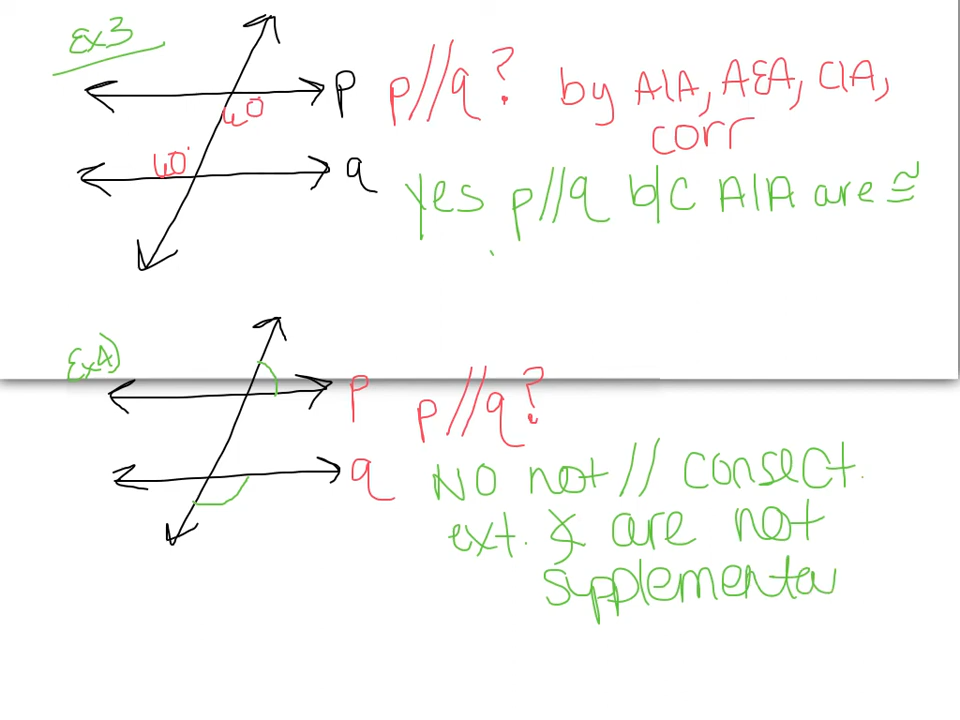 Ex3
p p//q? by AIA, AEA, CIA, corr
40
40° q
Yes p//q b/c AIA are ≅
Ex4)
p p//q?
q NO not // consect.
ext. ∡ are not
supplementa